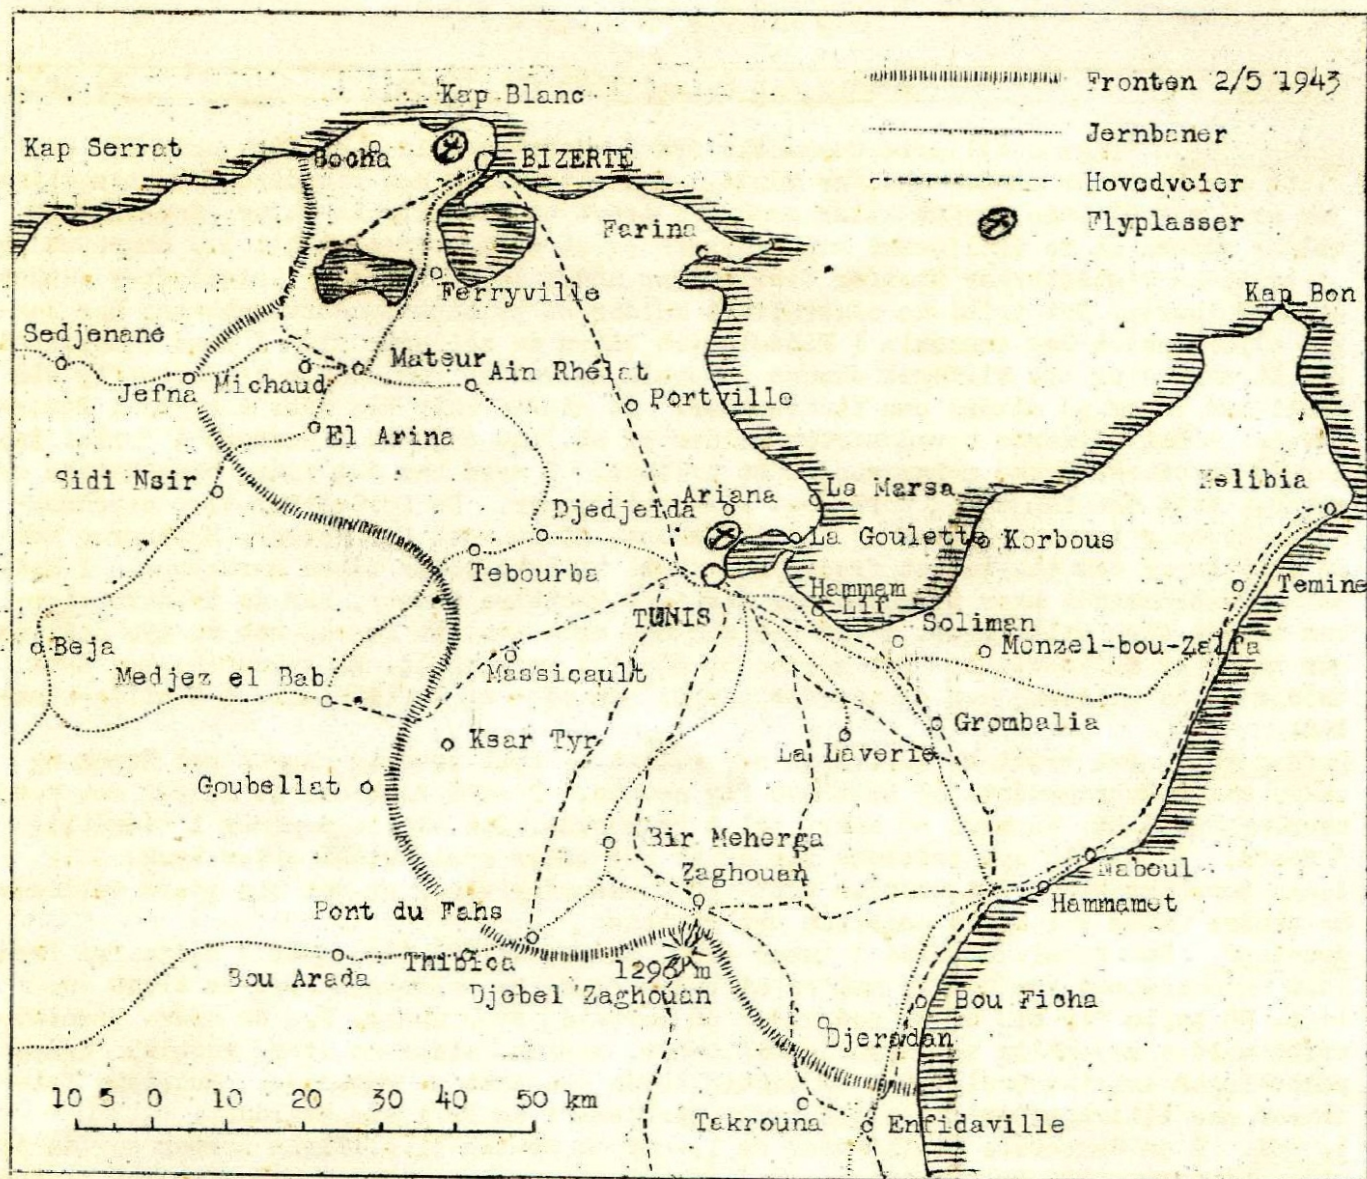 Kap Blanc
Fronten 2/5 1943
Jernbaner
Kap Serrat
Bocha
BIZERTE
Hovedveier
Flyplasser
Farina
Ferryville
Kap Bon
Sedjenane
Mateur
Jefna
Michaud
Ain Rhelat
Portville
El Arina
Sidi Nsir
La Marsa
Kelibia
Ariana
Djedjeida
La Goulette
Korbous
Tebourba
Hammam
Lif
Temine
TUNIS
Soliman
Beja
Monzel-bou-Zalfa
Massicault
Medjez el Bab
Grombalia
Ksar Tyr
La Laverie
Goubellat
Bir Meherga
Zaghouan
Naboul
Hammamet
Pont du Fahs
Thibica
1293 m
Bou Arada
Djebel Zaghouan
Bou Ficha
Djeradan
10 5 0 10 20 30 40 50 km
Takrouna
Enfidaville